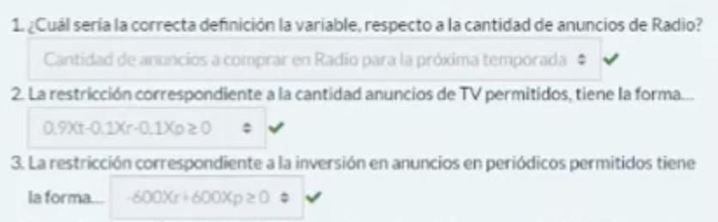 1. ¿Cuál sería la correcta definición la variable, respecto a la cantidad de anuncios de Radio?
Cantidad de anuncios a comprar en Radio para la próxima temporada
2. La restricción correspondiente a la cantidad anuncios de TV permitidos, tiene la forma...
0.9Xt-0.1Xr-0.1Xp ≥ 0
3. La restricción correspondiente a la inversión en anuncios en periódicos permitidos tiene
la forma... -600Xr+600Xp ≥ 0